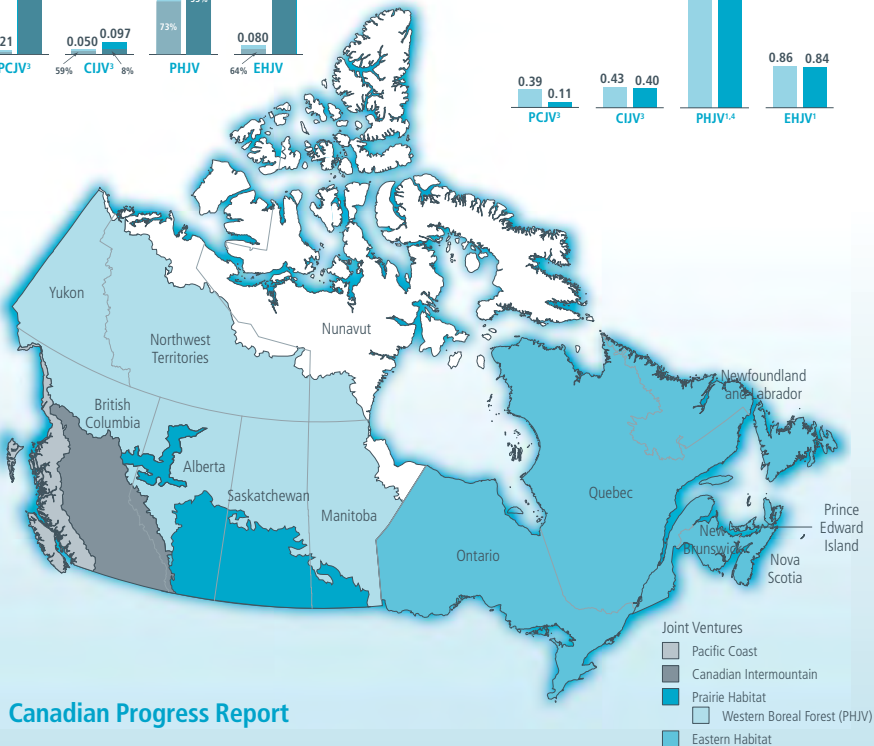 0.050 0.097
73%
0.080
59%
8%
64%
CIJV³
PHJV
EHJV
0.39
0.11
0.43
0.40
0.86
0.84
PCJV³
CIJV³
PHJV¹,⁴
EHJV¹
Yukon
Northwest
Territories
Nunavut
British
Columbia
Alberta
Saskatchewan
Manitoba
Ontario
Quebec
Newfoundland
and Labrador
New
Brunswick
Prince
Edward
Island
Nova
Scotia
Joint Ventures
Pacific Coast
Canadian Intermountain
Prairie Habitat
Western Boreal Forest (PHJV)
Eastern Habitat
Canadian Progress Report